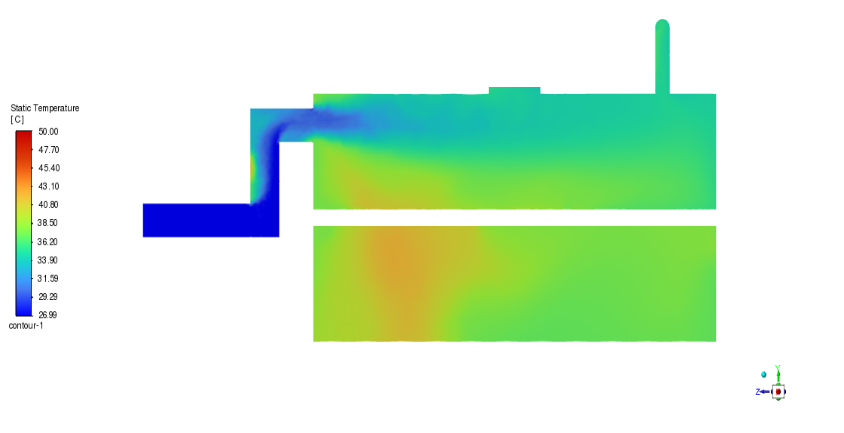 Static Temperature
[ C ]
50.00
47.70
45.40
43.10
40.80
38.50
36.20
33.90
31.59
29.29
26.99
contour-1
Y
Z